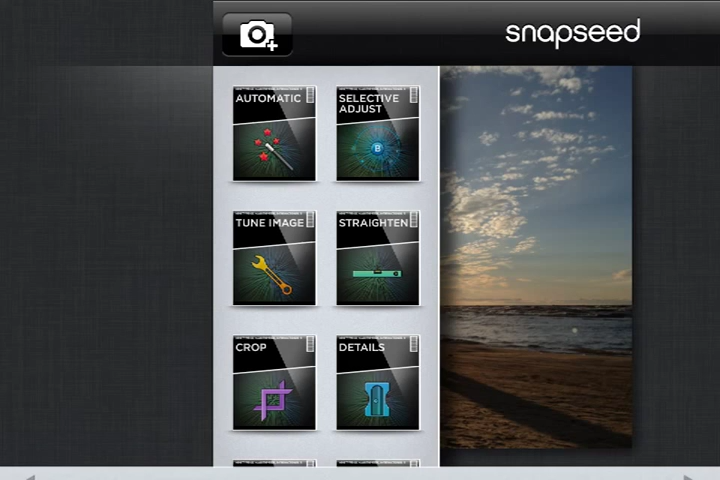 snapseed
AUTOMATIC
SELECTIVE
ADJUST
B
TUNE IMAGE
STRAIGHTEN
CROP
DETAILS